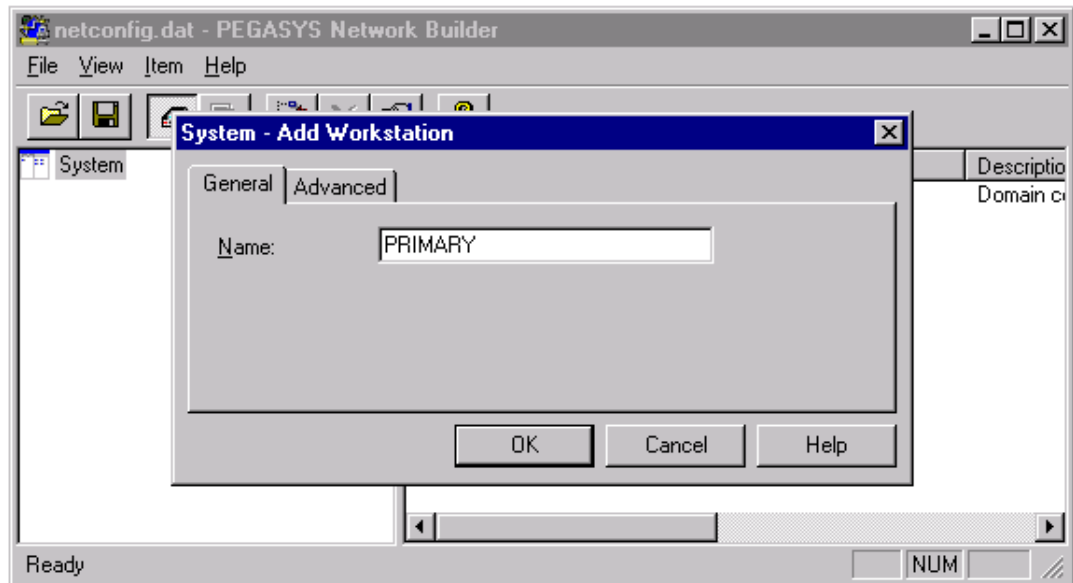 netconfig.dat - PEGASYS Network Builder
File View Item Help
System - Add Workstation
System
General Advanced
Name: PRIMARY
Domain
OK Cancel Help
Ready NUM